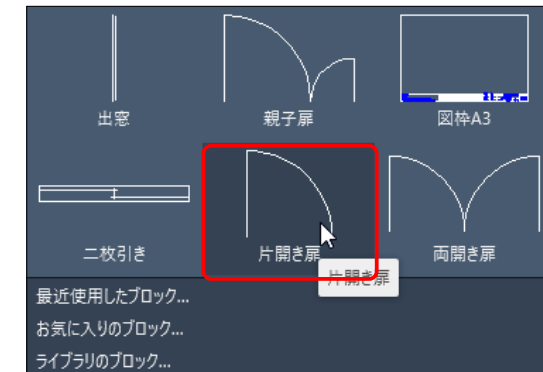 出窓
親子扉
図枠A3
二枚引き
片開き扉
両開き扉
片開き扉
最近使用したブロック...
お気に入りのブロック...
ライブラリのブロック...